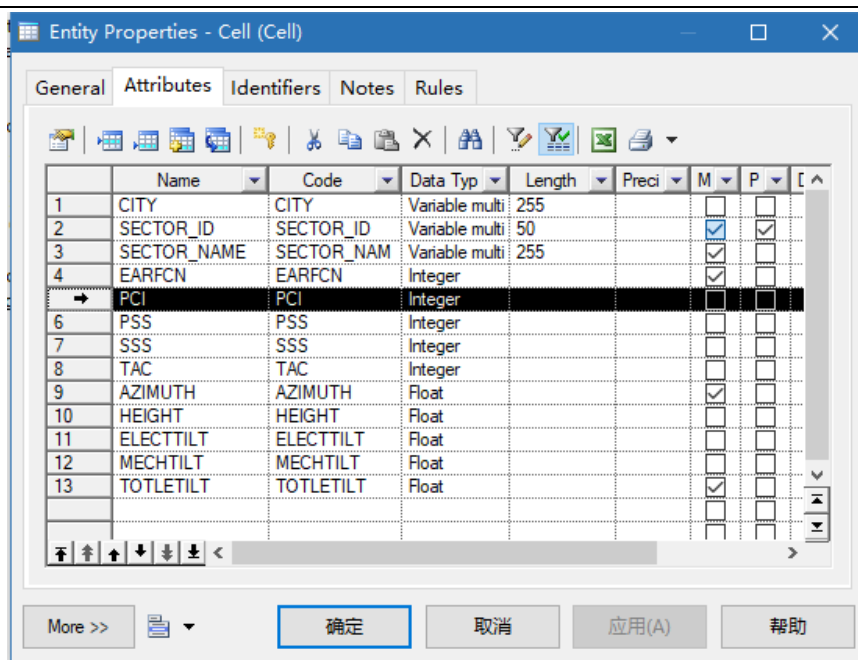 Entity Properties - Cell (Cell)
General Attributes Identifiers Notes Rules
Name Code Data Typ Length Preci M P D
1 CITY CITY Variable multi 255
2 SECTOR_ID SECTOR_ID Variable multi 50
3 SECTOR_NAME SECTOR_NAM Variable multi 255
4 EARFCN EARFCN Integer
PCI PCI Integer
6 PSS PSS Integer
7 SSS SSS Integer
8 TAC TAC Integer
9 AZIMUTH AZIMUTH Float
10 HEIGHT HEIGHT Float
11 ELECTTILT ELECTTILT Float
12 MECHTILT MECHTILT Float
13 TOTLETILT TOTLETILT Float
More >> 确定 取消 应用(A) 帮助